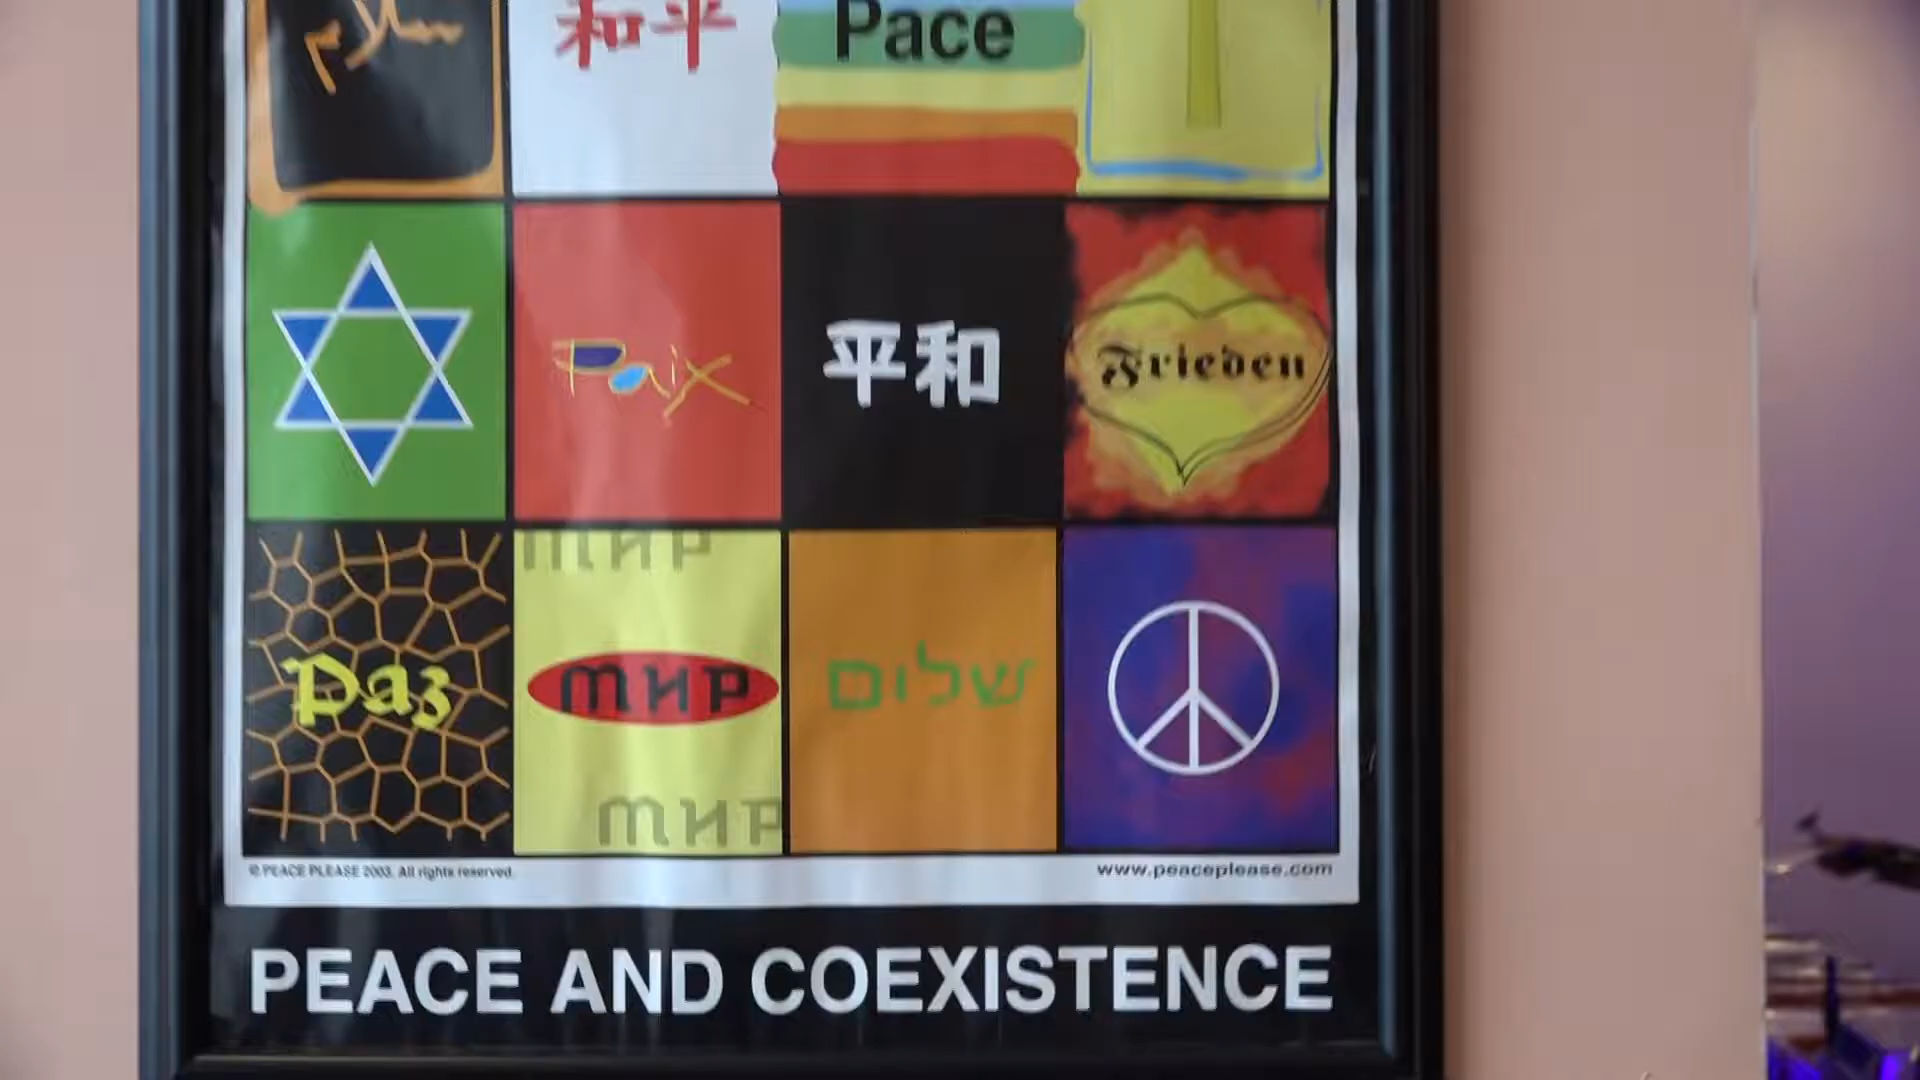 سلام
和平
Pace
Paix
平和
Frieden
мир
Paz
мир
שלום
мир
© PEACE PLEASE 2003. All rights reserved.
www.peaceplease.com
PEACE AND COEXISTENCE